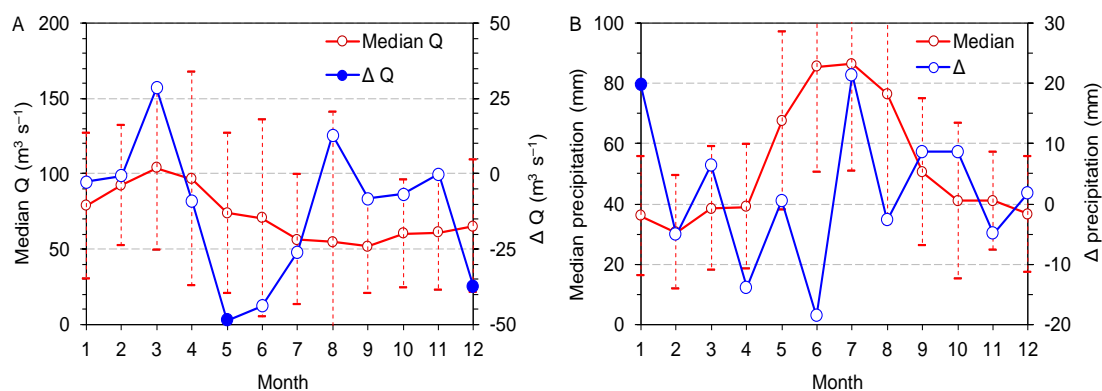 A
Median Q (m³ s⁻¹)
200
150
100
50
0
Median Q
Δ Q
50
25
0
-25
-50
Δ Q (m³ s⁻¹)
1 2 3 4 5 6 7 8 9 10 11 12
Month
B
Median precipitation (mm)
100
80
60
40
20
0
Median
Δ
30
20
10
0
-10
-20
Δ precipitation (mm)
1 2 3 4 5 6 7 8 9 10 11 12
Month